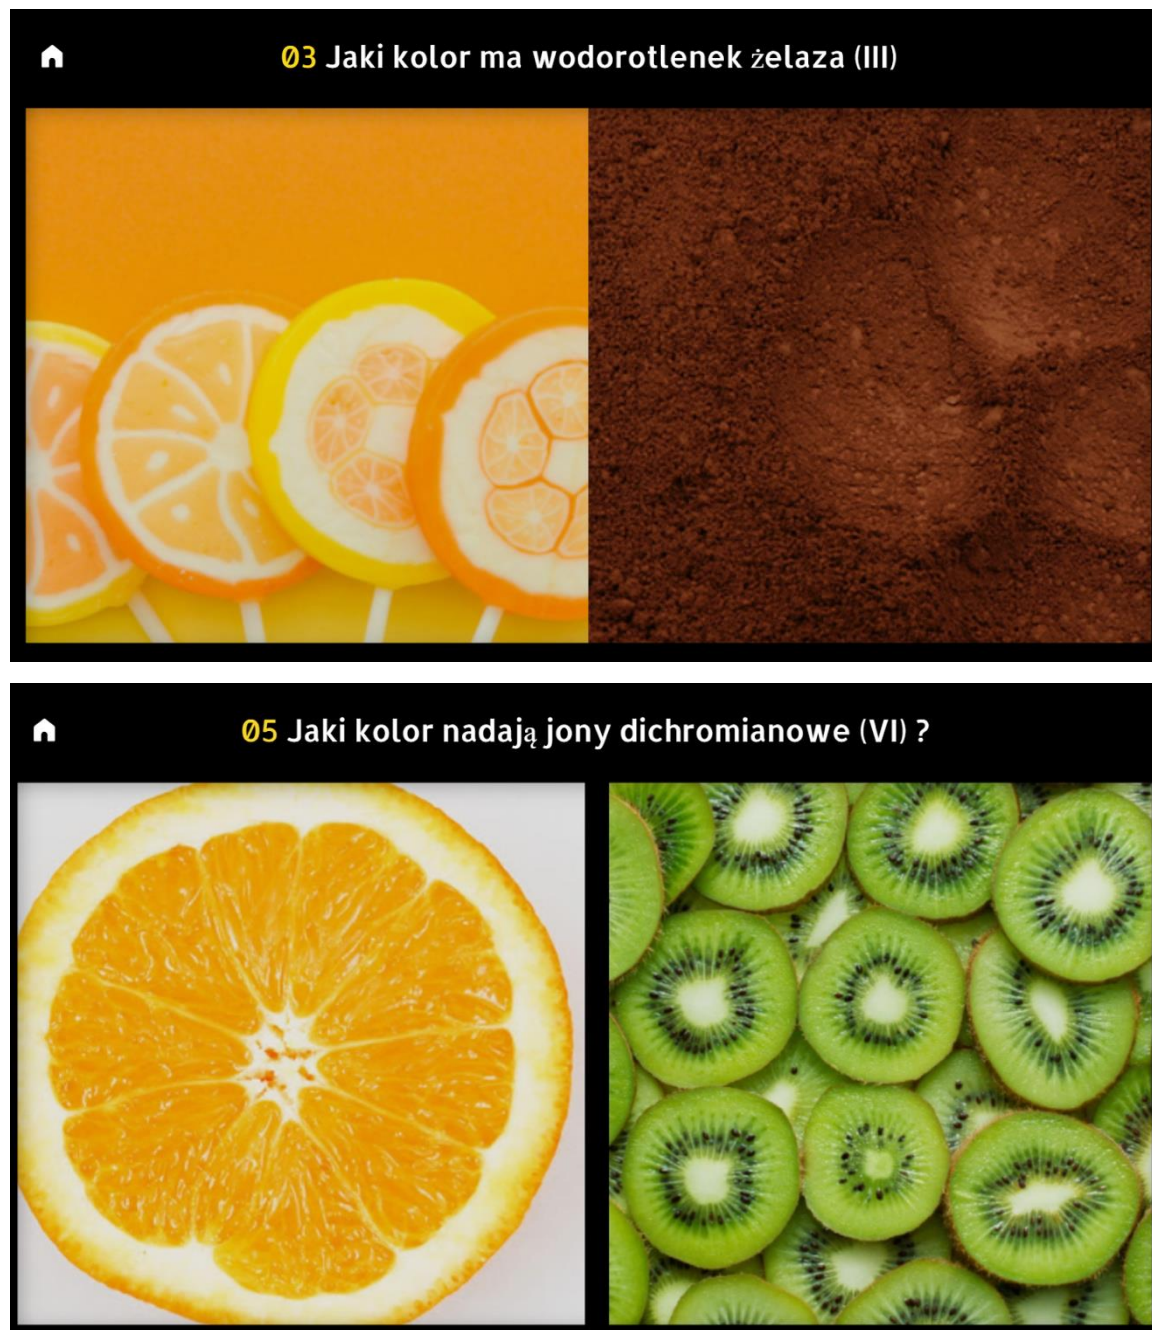 03 Jaki kolor ma wodorotlenek żelaza (III)
05 Jaki kolor nadają jony dichromianowe (VI) ?